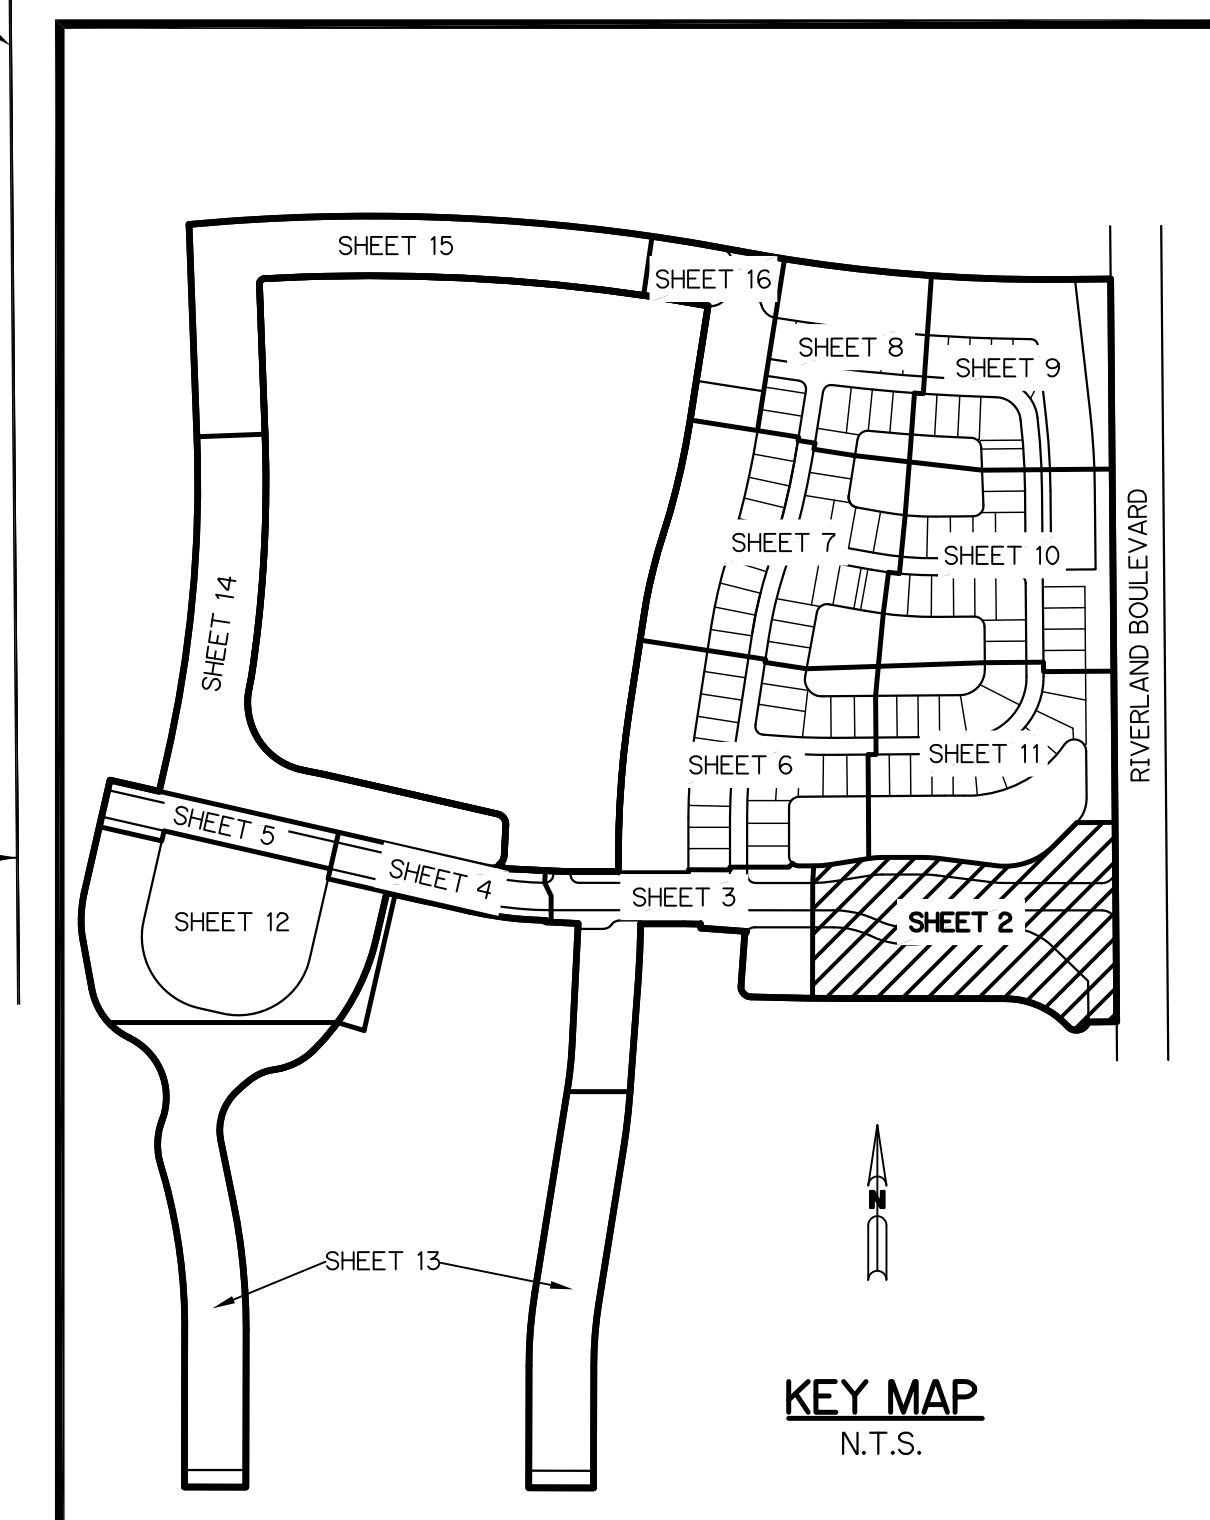 SHEET 15
SHEET 16
SHEET 8
SHEET 9
SHEET 7
SHEET 10
SHEET 14
RIVERLAND BOULEVARD
SHEET 6
SHEET 11
SHEET 5
SHEET 4
SHEET 3
SHEET 12
SHEET 2
N
SHEET 13
KEY MAP
N.T.S.